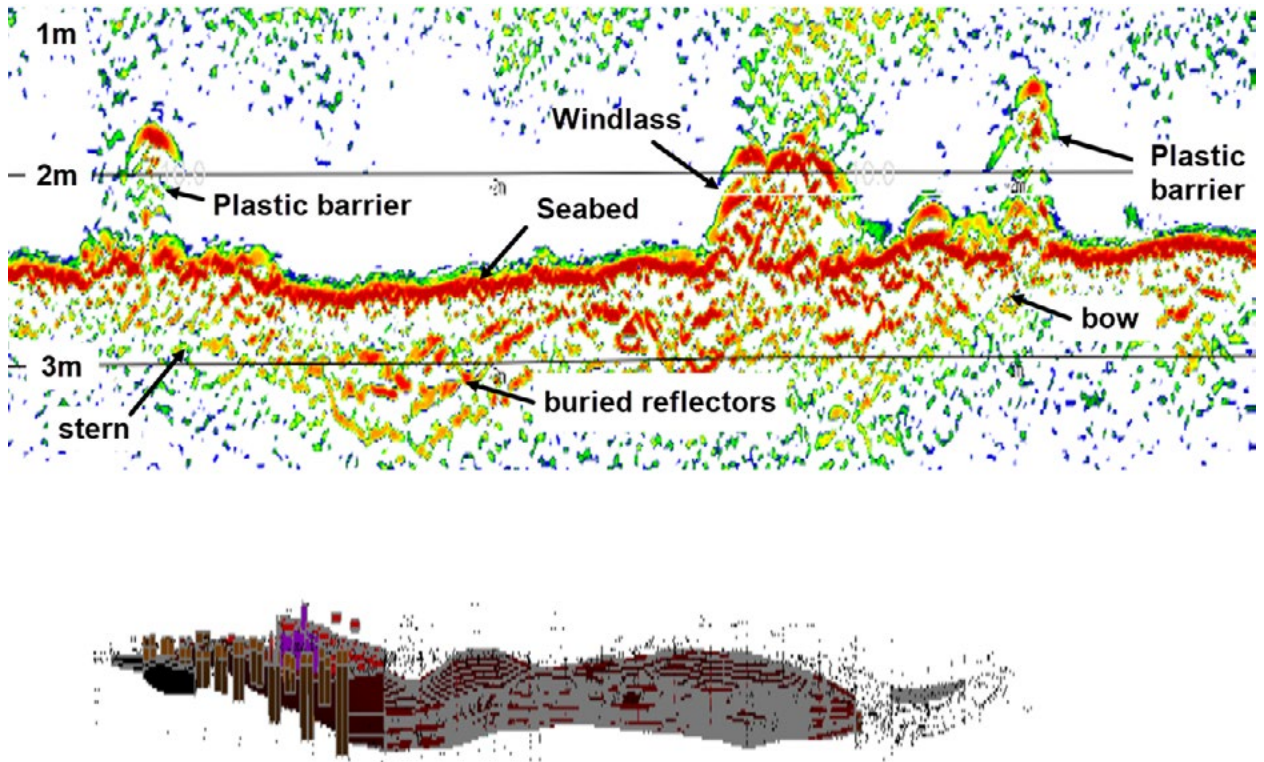 1m
Windlass
Plastic
barrier
2m
Plastic barrier
Seabed
bow
3m
buried reflectors
stern